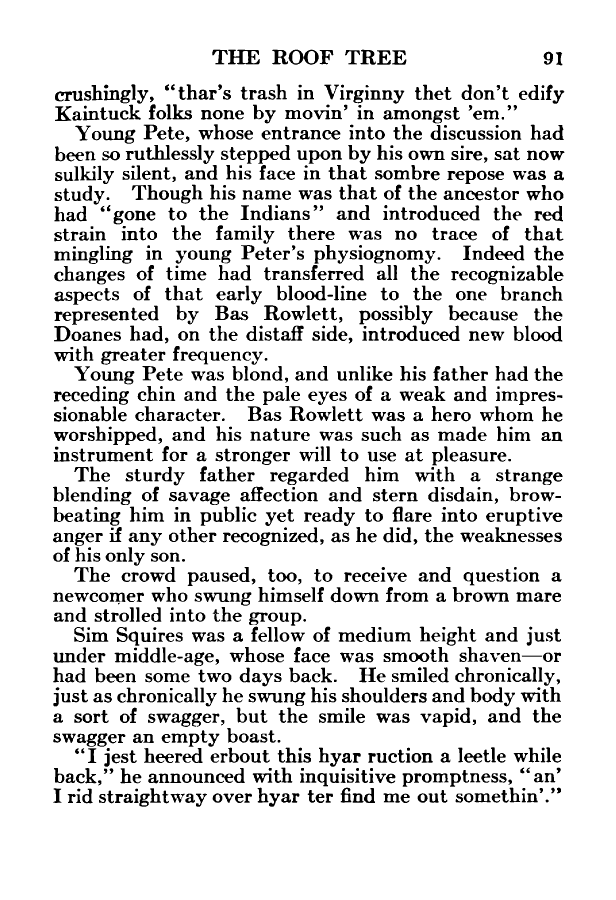 THE ROOF TREE 91
crushingly, "thar's trash in Virginny thet don't edify
Kaintuck folks none by movin' in amongst 'em."
Young Pete, whose entrance into the discussion had
been so ruthlessly stepped upon by his own sire, sat now
sulkily silent, and his face in that sombre repose was a
study. Though his name was that of the ancestor who
had "gone to the Indians" and introduced the red
strain into the family there was no trace of that
mingling in young Peter's physiognomy. Indeed the
changes of time had transferred all the recognizable
aspects of that early blood-line to the one branch
represented by Bas Rowlett, possibly because the
Doanes had, on the distaff side, introduced new blood
with greater frequency.
Young Pete was blond, and unlike his father had the
receding chin and the pale eyes of a weak and impres-
sionable character. Bas Rowlett was a hero whom he
worshipped, and his nature was such as made him an
instrument for a stronger will to use at pleasure.
The sturdy father regarded him with a strange
blending of savage affection and stern disdain, brow-
beating him in public yet ready to flare into eruptive
anger if any other recognized, as he did, the weaknesses
of his only son.
The crowd paused, too, to receive and question a
newcomer who swung himself down from a brown mare
and strolled into the group.
Sim Squires was a fellow of medium height and just
under middle-age, whose face was smooth shaven—or
had been some two days back. He smiled chronically,
just as chronically he swung his shoulders and body with
a sort of swagger, but the smile was vapid, and the
swagger an empty boast.
"I jest heered erbout this hyar ruction a leetle while
back," he announced with inquisitive promptness, "an'
I rid straightway over hyar ter find me out somethin'."